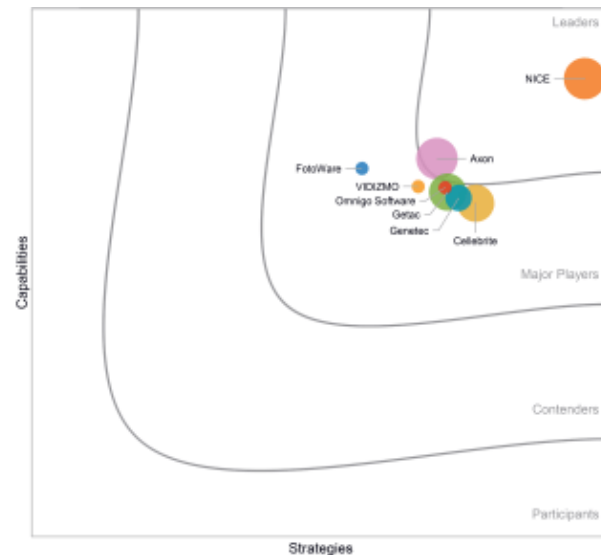 Leaders
NICE
Axon
FotoWare
VIDIZMO
Omnigo Software
Getac
Genetec
Cellebrite
Major Players
Contenders
Participants
Capabilities
Strategies